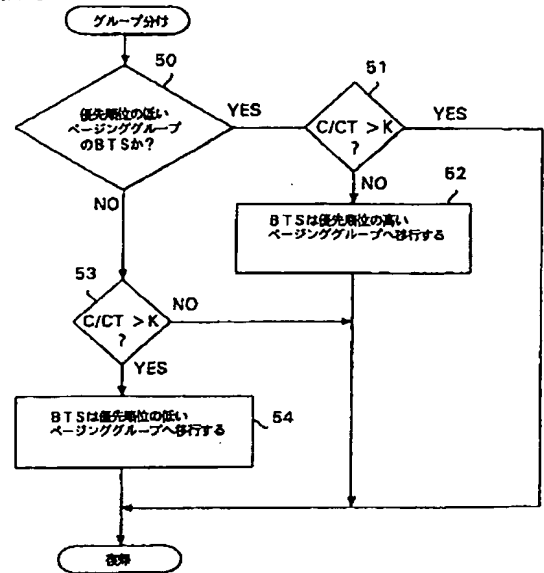 グループ分け
50
優先順位の低い
ページンググループ
のBTSか?
YES
NO
51
C/CT >K
?
YES
NO
52
BTSは優先順位の高い
ページンググループへ移行する
53
C/CT >K
?
NO
YES
BTSは優先順位の低い
ページンググループへ移行する
54
復帰